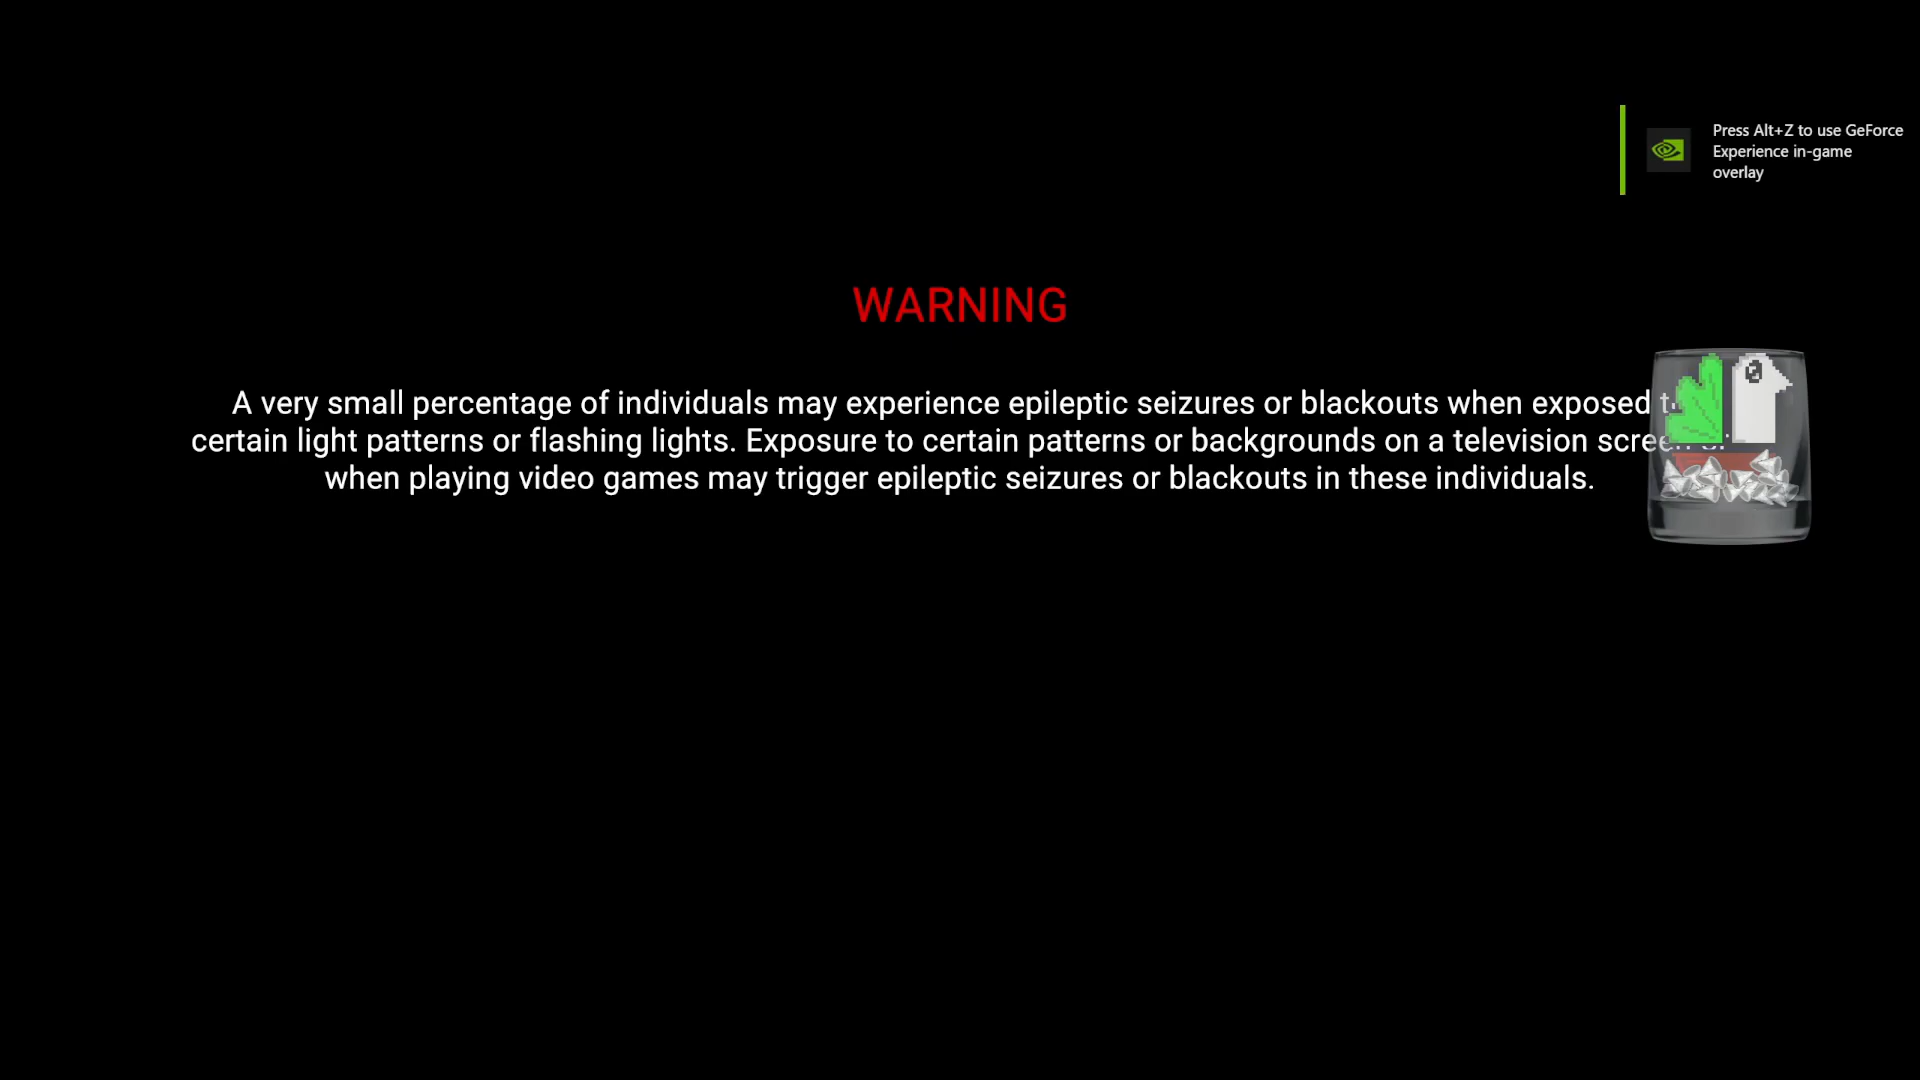 Press Alt+Z to use GeForce
Experience in-game
overlay
WARNING
A very small percentage of individuals may experience epileptic seizures or blackouts when exposed
certain light patterns or flashing lights. Exposure to certain patterns or backgrounds on a television screen or
when playing video games may trigger epileptic seizures or blackouts in these individuals.